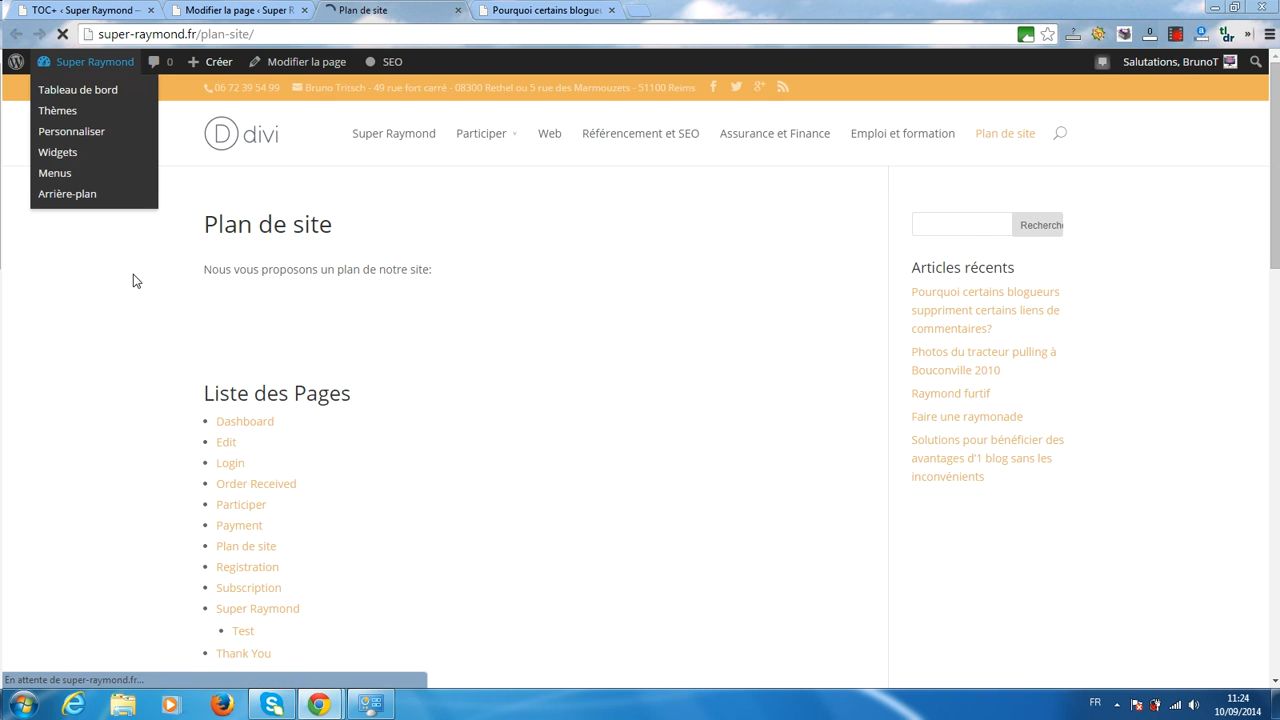 TOC+ ‹ Super Raymond —
Modifier la page ‹ Super R
Plan de site
Pourquoi certains blogueu
super-raymond.fr/plan-site/
Super Raymond
0
Créer
Modifier la page
SEO
Salutations, BrunoT
06 72 39 54 99
Bruno Tritsch - 49 rue fort carré - 08300 Rethel ou 5 rue des Marmouzets - 51100 Reims
Tableau de bord
Thèmes
Personnaliser
Widgets
Menus
Arrière-plan
D divi
Super Raymond
Participer
Web
Référencement et SEO
Assurance et Finance
Emploi et formation
Plan de site
Plan de site
Nous vous proposons un plan de notre site:
Liste des Pages
Dashboard
Edit
Login
Order Received
Participer
Payment
Plan de site
Registration
Subscription
Super Raymond
Test
Thank You
Recherche
Articles récents
Pourquoi certains blogueurs
suppriment certains liens de
commentaires?
Photos du tracteur pulling à
Bouconville 2010
Raymond furtif
Faire une raymonade
Solutions pour bénéficier des
avantages d'1 blog sans les
inconvénients
En attente de super-raymond.fr...
FR
11:24
10/09/2014